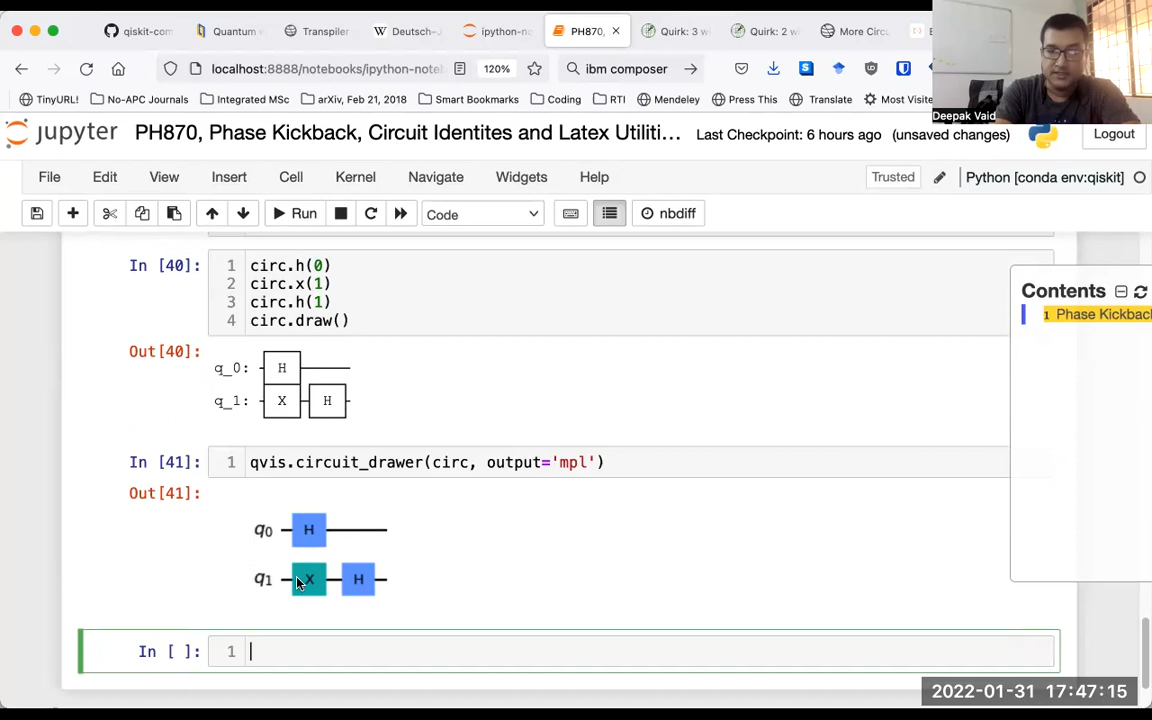 qiskit-com
Quantum v
Transpiler
Deutsch-J
ipython-no
PH870,
Quirk: 3 wi
Quirk: 2 w
More Circu
localhost:8888/notebooks/ipython-note
120%
ibm composer
TinyURL!
No-APC Journals
Integrated MSc
arXiv, Feb 21, 2018
Smart Bookmarks
Coding
RTI
Mendeley
Press This
Translate
Most Visite
Deepak Vaid
jupyter
PH870, Phase Kickback, Circuit Identites and Latex Utiliti...
Last Checkpoint: 6 hours ago (unsaved changes)
Logout
File Edit View Insert Cell Kernel Navigate Widgets Help
Trusted
Python [conda env:qiskit]
Run
Code
nbdiff
In [40]:
1 circ.h(0)
2 circ.x(1)
3 circ.h(1)
4 circ.draw()
Out[40]:
q_0: H
q_1: X H
In [41]:
1 qvis.circuit_drawer(circ, output='mpl')
Out[41]:
q0 H
q1 X H
In [ ]:
1
Contents
1 Phase Kickback
2022-01-31 17:47:15